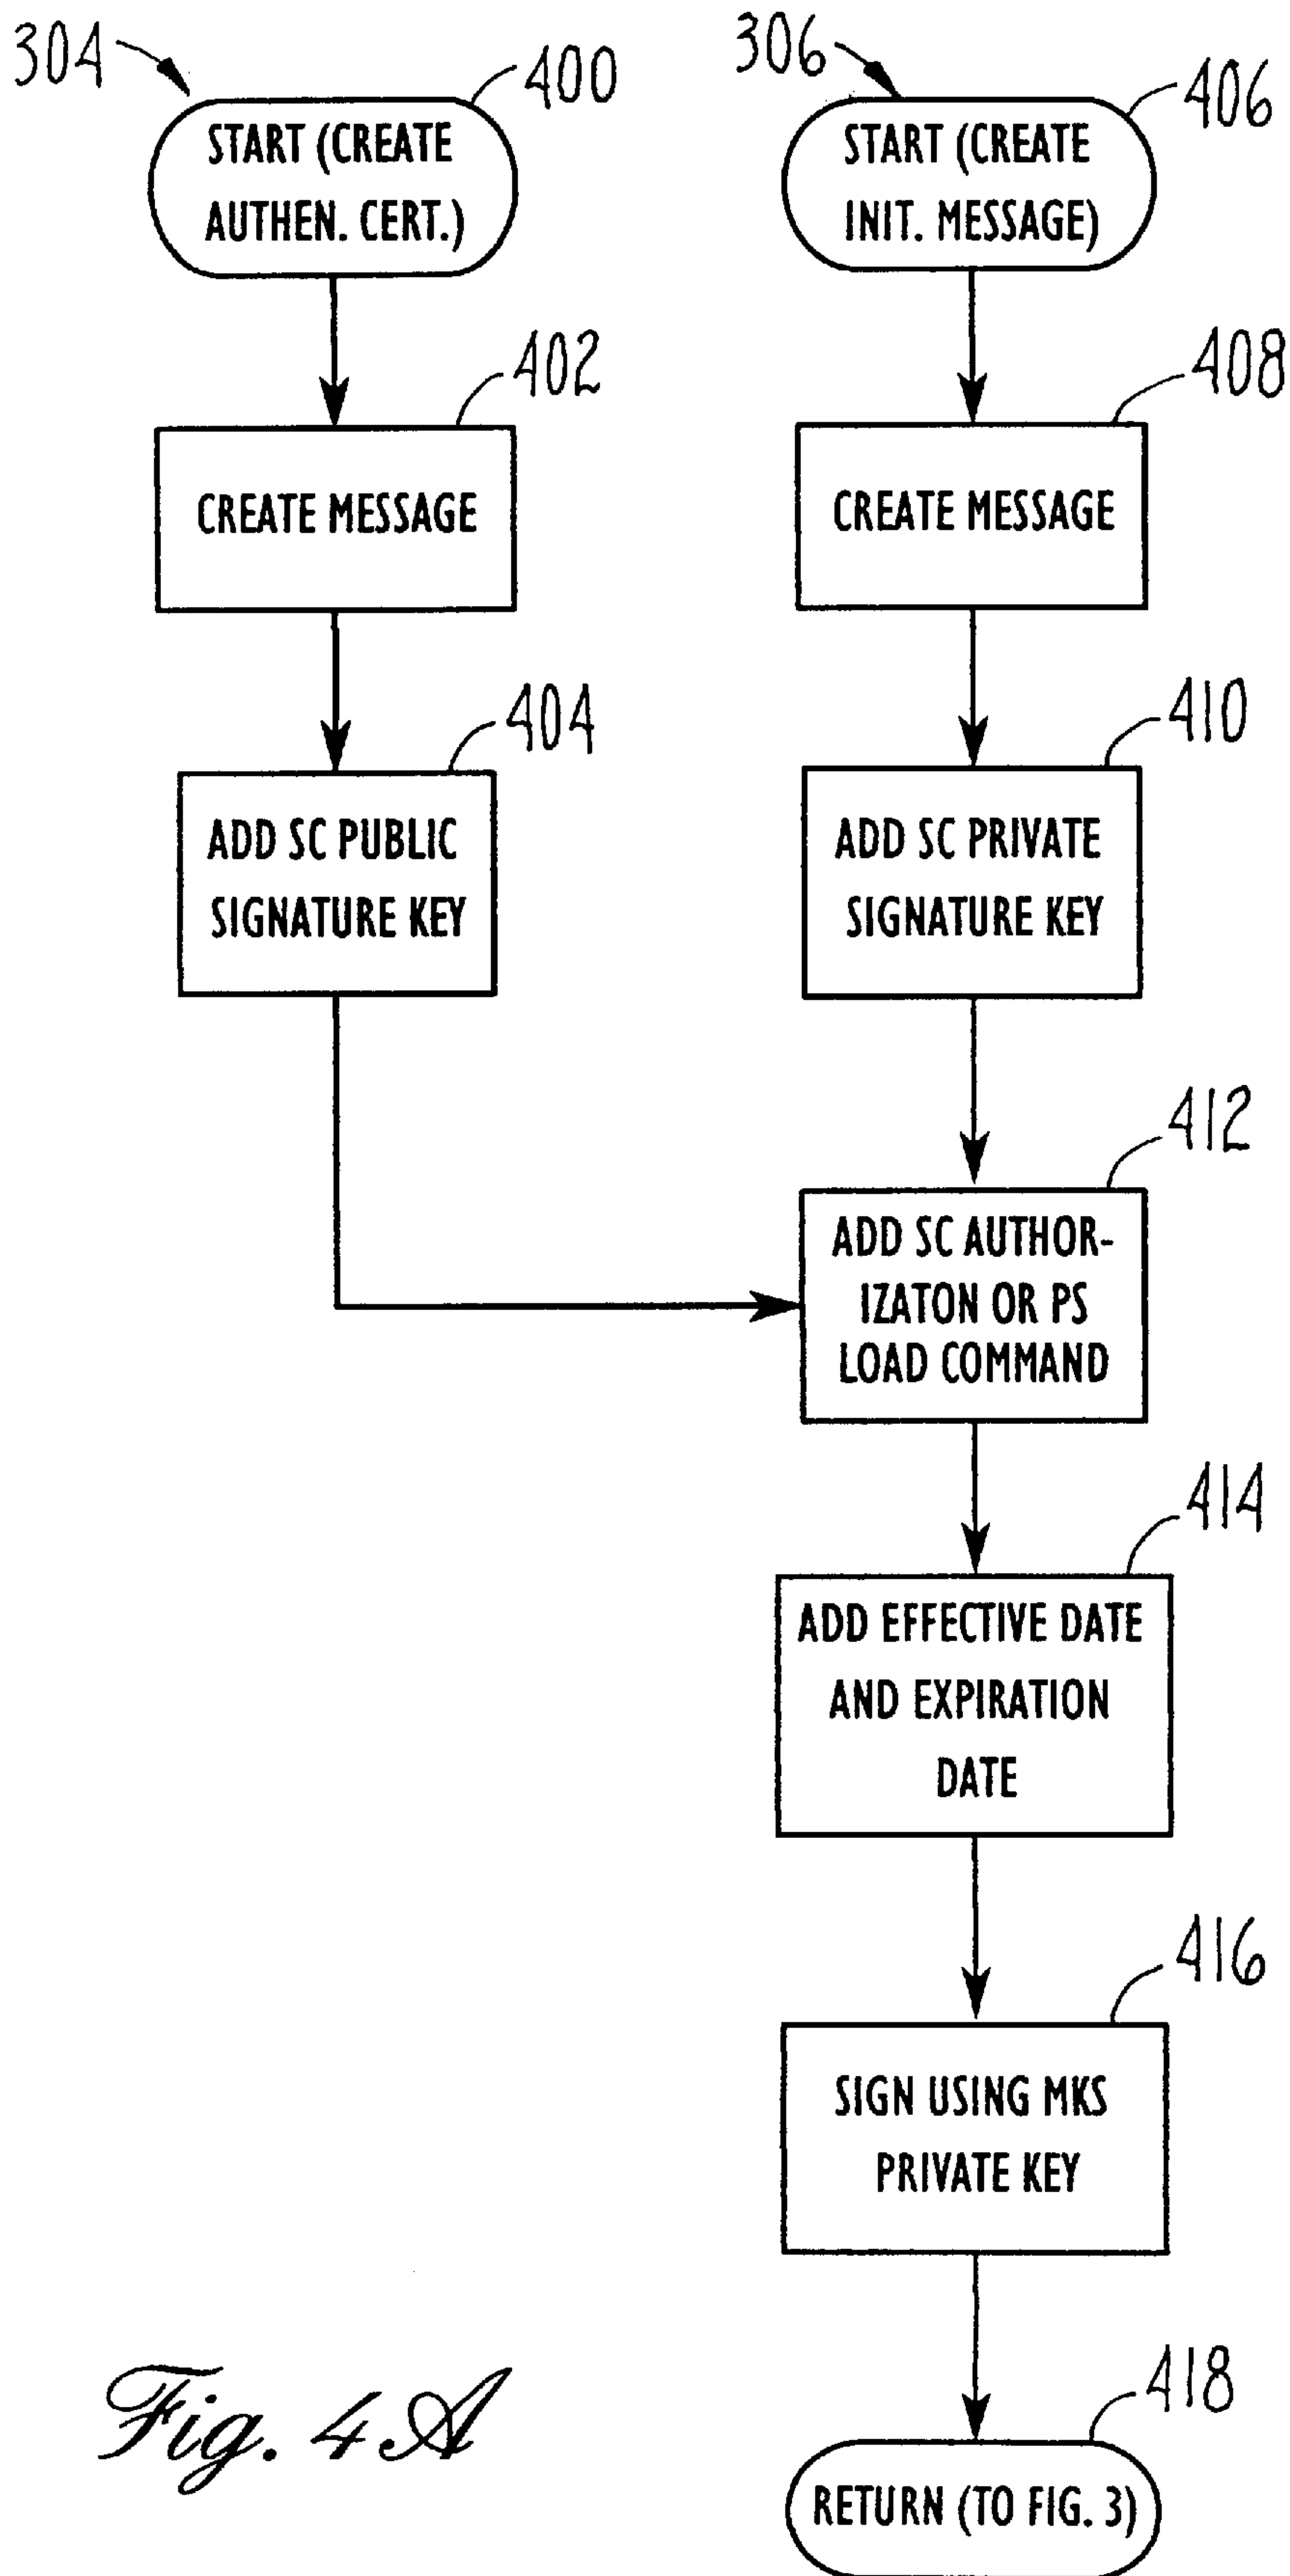 304
400
START (CREATE
AUTHEN. CERT.)
402
CREATE MESSAGE
404
ADD SC PUBLIC
SIGNATURE KEY
306
406
START (CREATE
INIT. MESSAGE)
408
CREATE MESSAGE
410
ADD SC PRIVATE
SIGNATURE KEY
412
ADD SC AUTHOR-
IZATON OR PS
LOAD COMMAND
414
ADD EFFECTIVE DATE
AND EXPIRATION
DATE
416
SIGN USING MKS
PRIVATE KEY
418
RETURN (TO FIG. 3)
Fig. 4A